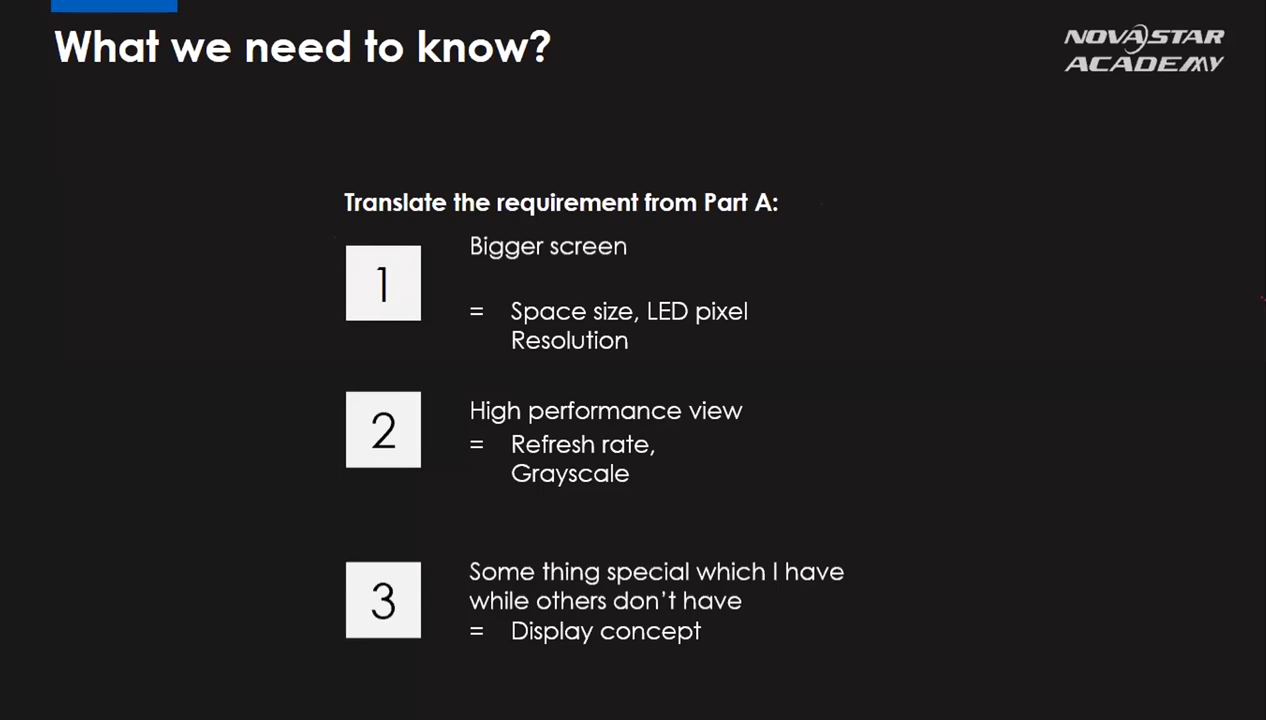 What we need to know?
NOVASTAR
ACADEMY
Translate the requirement from Part A:
1
Bigger screen
= Space size, LED pixel
Resolution
2
High performance view
= Refresh rate,
Grayscale
3
Some thing special which I have
while others don't have
= Display concept